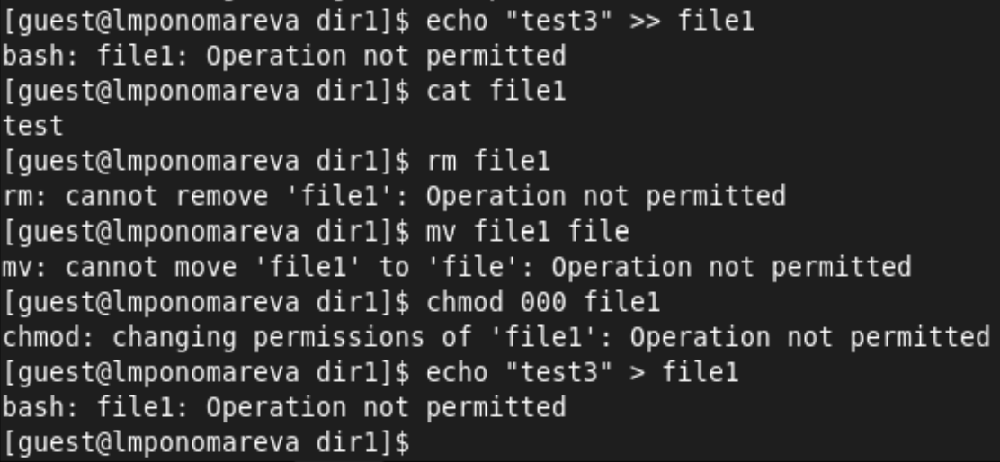 [guest@lmponomareva dir1]$ echo "test3" >> file1
bash: file1: Operation not permitted
[guest@lmponomareva dir1]$ cat file1
test
[guest@lmponomareva dir1]$ rm file1
rm: cannot remove 'file1': Operation not permitted
[guest@lmponomareva dir1]$ mv file1 file
mv: cannot move 'file1' to 'file': Operation not permitted
[guest@lmponomareva dir1]$ chmod 000 file1
chmod: changing permissions of 'file1': Operation not permitted
[guest@lmponomareva dir1]$ echo "test3" > file1
bash: file1: Operation not permitted
[guest@lmponomareva dir1]$